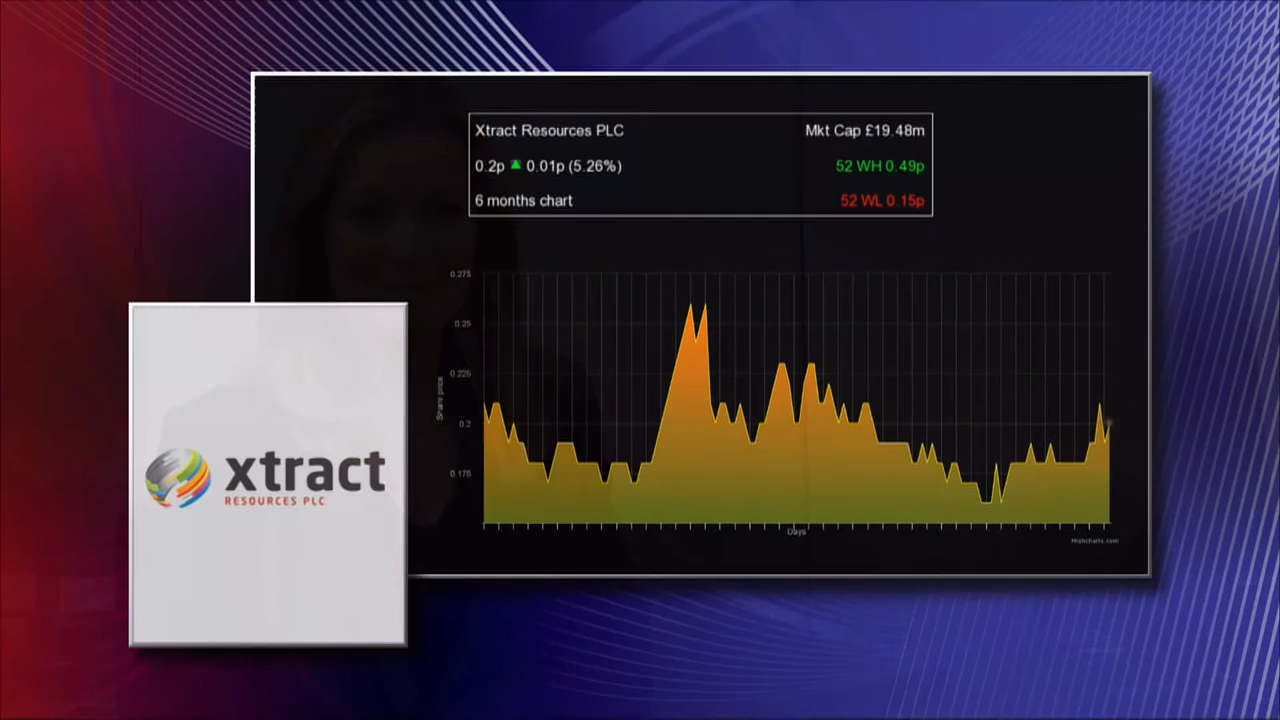 Xtract Resources PLC
Mkt Cap £19.48m
0.2p 0.01p (5.26%)
52 WH 0.49p
6 months chart
52 WL 0.15p
0.275
0.25
0.225
0.2
0.175
Share price
Days
Highcharts.com
xtract
RESOURCES PLC